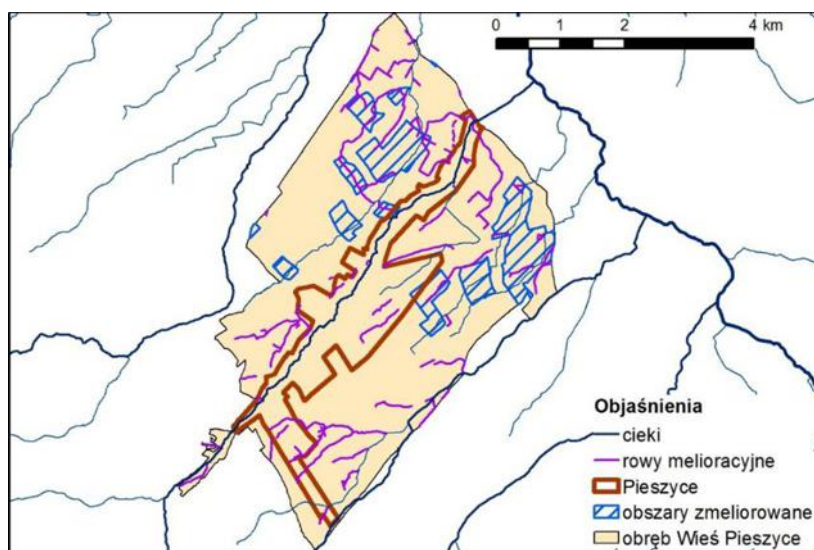 0 1 2 4 km
Objaśnienia
cieki
rowy melioracyjne
Pieszyce
obszary zmeliorowane
obręb Wieś Pieszyce